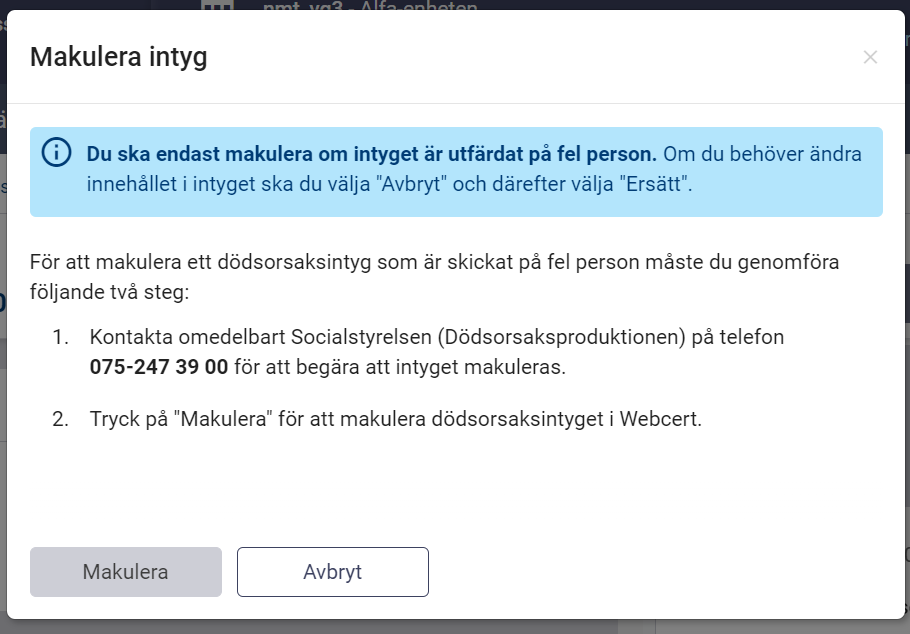 nmt_vg3 - Alfa-enheten
Makulera intyg
Du ska endast makulera om intyget är utfärdat på fel person. Om du behöver ändra
innehållet i intyget ska du välja "Avbryt" och därefter välja "Ersätt".
För att makulera ett dödsorsaksintyg som är skickat på fel person måste du genomföra
följande två steg:
1. Kontakta omedelbart Socialstyrelsen (Dödsorsaksproduktionen) på telefon
075-247 39 00 för att begära att intyget makuleras.
2. Tryck på "Makulera" för att makulera dödsorsaksintyget i Webcert.
Makulera
Avbryt